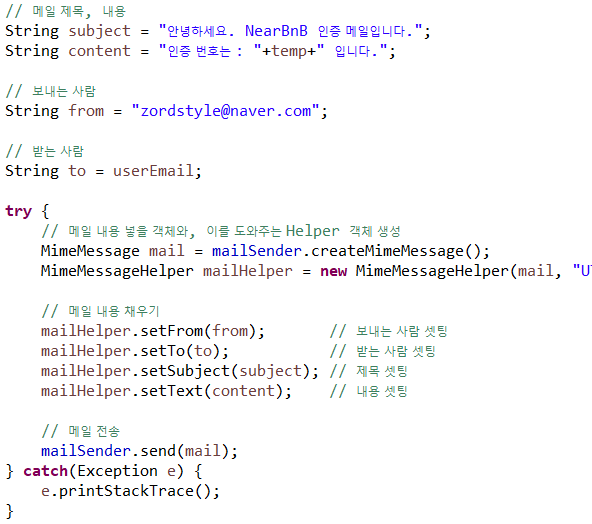 // 메일 제목, 내용
String subject = "안녕하세요. NearBnB 인증 메일입니다.";
String content = "인증 번호는 : "+temp+" 입니다.";
// 보내는 사람
String from = "zordstyle@naver.com";
// 받는 사람
String to = userEmail;
try {
// 메일 내용 넣을 객체와, 이를 도와주는 Helper 객체 생성
MimeMessage mail = mailSender.createMimeMessage();
MimeMessageHelper mailHelper = new MimeMessageHelper(mail, "U
// 메일 내용 채우기
mailHelper.setFrom(from); // 보내는 사람 셋팅
mailHelper.setTo(to); // 받는 사람 셋팅
mailHelper.setSubject(subject); // 제목 셋팅
mailHelper.setText(content); // 내용 셋팅
// 메일 전송
mailSender.send(mail);
} catch(Exception e) {
e.printStackTrace();
}